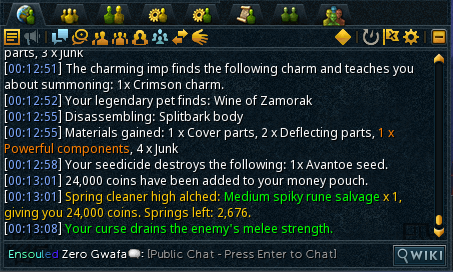 parts, 3 x Junk
[00:12:51] The charming imp finds the following charm and teaches you
about summoning: 1x Crimson charm.
[00:12:52] Your legendary pet finds: Wine of Zamorak
[00:12:55] Disassembling: Splitbark body
[00:12:55] Materials gained: 1 x Cover parts, 2 x Deflecting parts, 1 x
Powerful components, 4 x Junk
[00:12:58] Your seedicide destroys the following: 1x Avantoe seed.
[00:13:01] 24,000 coins have been added to your money pouch.
[00:13:01] Spring cleaner high alched: Medium spiky rune salvage x 1,
giving you 24,000 coins. Springs left: 2,676.
[00:13:08] Your curse drains the enemy's melee strength.
Ensouled Zero Gwafa: [Public Chat - Press Enter to Chat]
WIKI